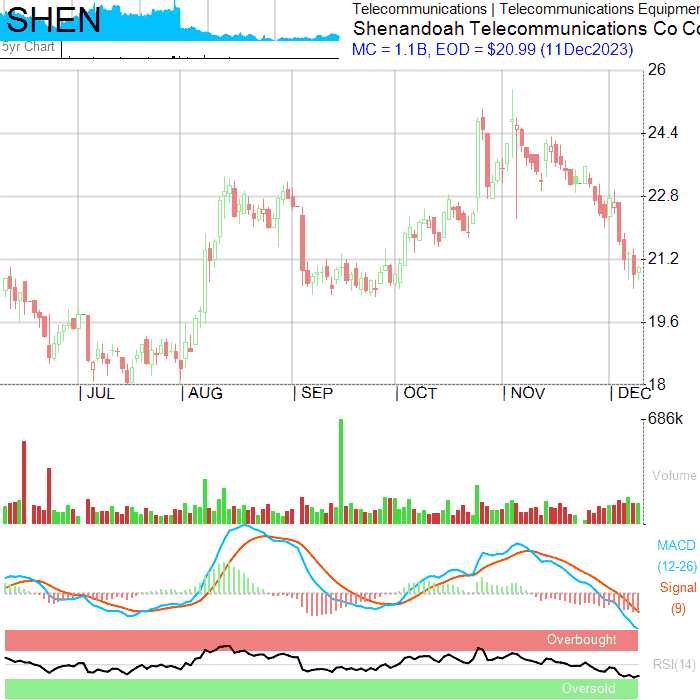 SHEN
5yr Chart
Telecommunications | Telecommunications Equipmen
Shenandoah Telecommunications Co Co
MC = 1.1B, EOD = $20.99 (11Dec2023)
26
24.4
22.8
21.2
19.6
18
JUL AUG SEP OCT NOV DEC
686k
Volume
MACD
(12-26)
Signal
(9)
Overbought
RSI(14)
Oversold